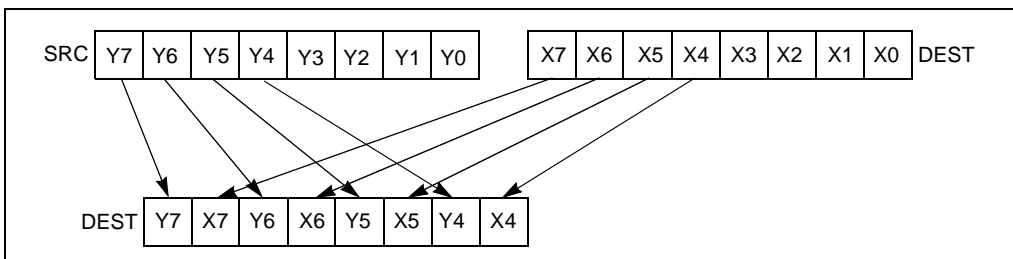 SRC Y7 Y6 Y5 Y4 Y3 Y2 Y1 Y0 X7 X6 X5 X4 X3 X2 X1 X0 DEST
DEST Y7 X7 Y6 X6 Y5 X5 Y4 X4